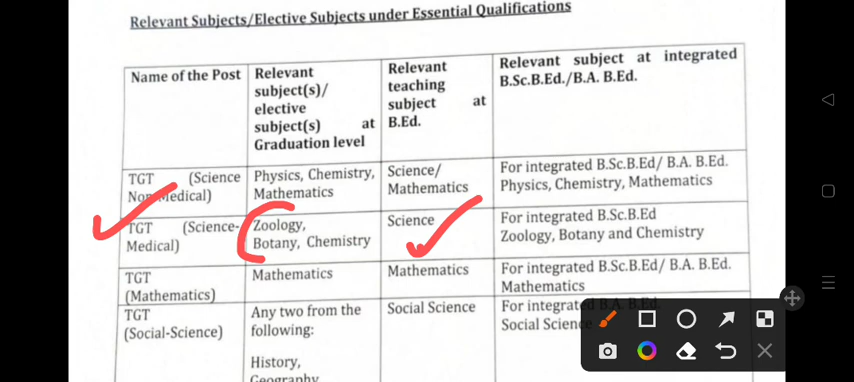 Relevant Subjects/Elective Subjects under Essential Qualifications
Name of the Post
Relevant
subject(s)/
elective
subject(s) at
Graduation level
Relevant
teaching
subject at
B.Ed.
Relevant subject at integrated
B.Sc.B.Ed./B.A. B.Ed.
TGT (Science
Non Medical)
Physics, Chemistry,
Mathematics
Science/
Mathematics
For integrated B.Sc.B.Ed/ B.A. B.Ed.
Physics, Chemistry, Mathematics
TGT (Science-
Medical)
Zoology,
Botany, Chemistry
Science
For integrated B.Sc.B.Ed
Zoology, Botany and Chemistry
TGT
(Mathematics)
Mathematics
Mathematics
For integrated B.Sc.B.Ed/ B.A. B.Ed.
Mathematics
TGT
(Social-Science)
Any two from the
following:
History,
Geography
Social Science
For integrated B.A. B.Ed.
Social Science